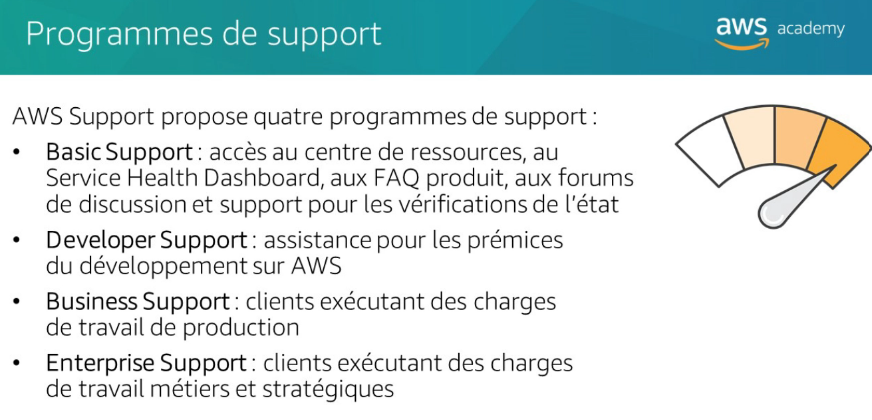 Programmes de support
aws academy
AWS Support propose quatre programmes de support :
• Basic Support : accès au centre de ressources, au
Service Health Dashboard, aux FAQ produit, aux forums
de discussion et support pour les vérifications de l'état
• Developer Support : assistance pour les prémices
du développement sur AWS
• Business Support : clients exécutant des charges
de travail de production
• Enterprise Support : clients exécutant des charges
de travail métiers et stratégiques